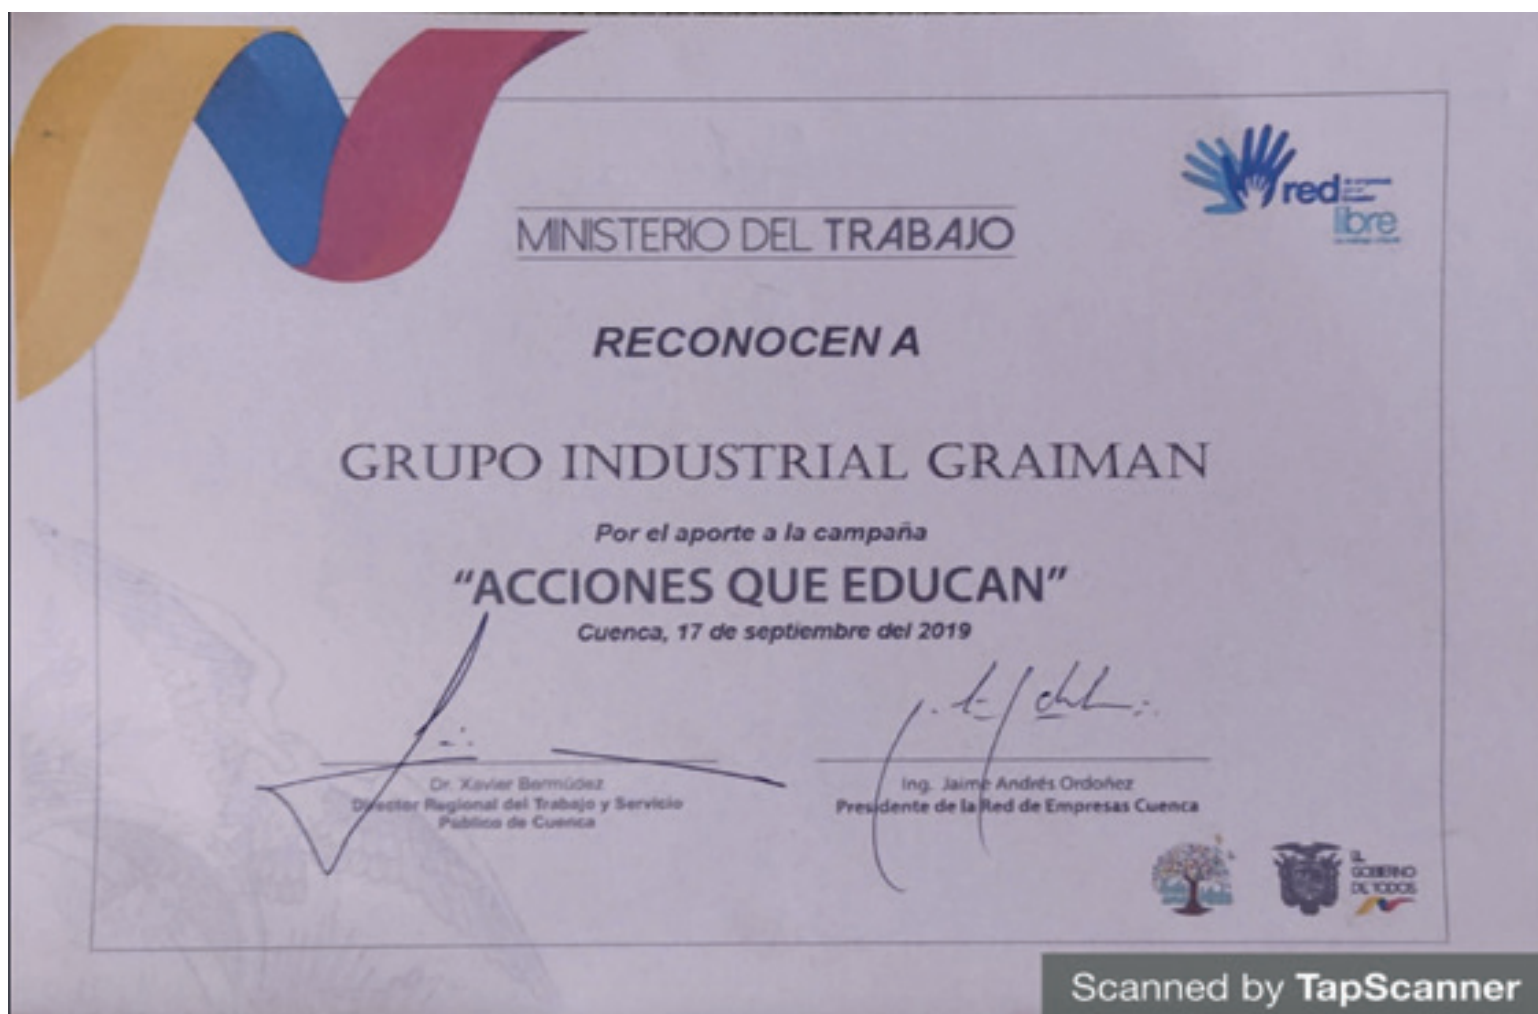 red
libre
MINISTERIO DEL TRABAJO
RECONOCEN A
GRUPO INDUSTRIAL GRAIMAN
Por el aporte a la campaña
“ACCIONES QUE EDUCAN”
Cuenca, 17 de septiembre del 2019
Dr. Xavier Bermúdez
Director Regional del Trabajo y Servicio
Público de Cuenca
Ing. Jaime Andrés Ordoñez
Presidente de la Red de Empresas Cuenca
EL
GOBIERNO
DE TODOS
Scanned by TapScanner